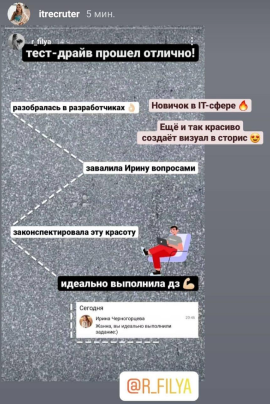 itrecruter 5 мин.
r_filya
тест-драйв прошел отлично!
разобралась в разработчиках 👌🏻
Новичок в IT-сфере 🔥
Ещё и так красиво
создаёт визуал в сторис 😻
завалила Ирину вопросами
законспектировала эту красоту
идеально выполнила дз 💪🏻
Сегодня
Ирина Черногорцева
Жанна, вы идеально выполнили
задание:)
@R_FILYA